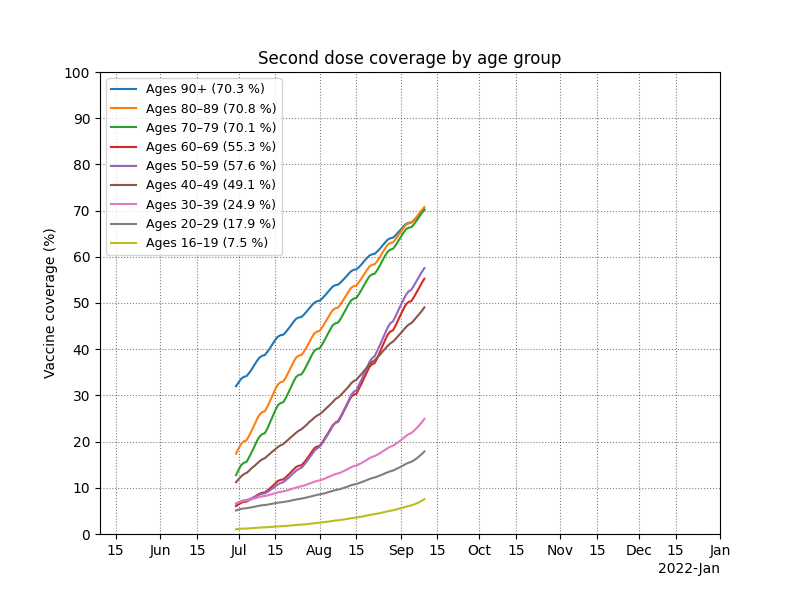 Second dose coverage by age group
Vaccine coverage (%)
100
90
80
70
60
50
40
30
20
10
0
Ages 90+ (70.3 %)
Ages 80–89 (70.8 %)
Ages 70–79 (70.1 %)
Ages 60–69 (55.3 %)
Ages 50–59 (57.6 %)
Ages 40–49 (49.1 %)
Ages 30–39 (24.9 %)
Ages 20–29 (17.9 %)
Ages 16–19 (7.5 %)
15 Jun 15 Jul 15 Aug 15 Sep 15 Oct 15 Nov 15 Dec 15 Jan
2022-Jan